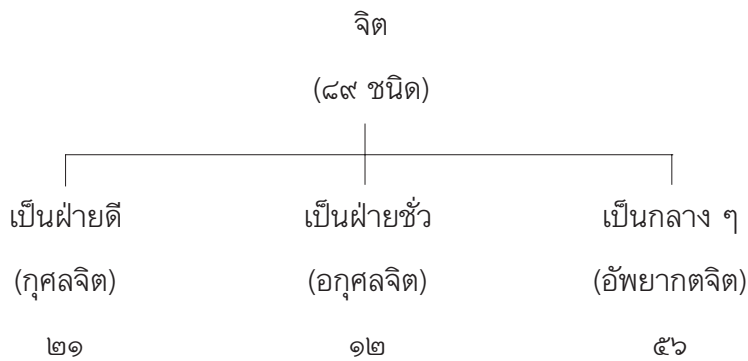 จิต
(๘๙ ชนิด)
เป็นฝ่ายดี เป็นฝ่ายชั่ว เป็นกลาง ๆ
(กุศลจิต) (อกุศลจิต) (อัพยากตจิต)
๒๑ ๑๒ ๕๖